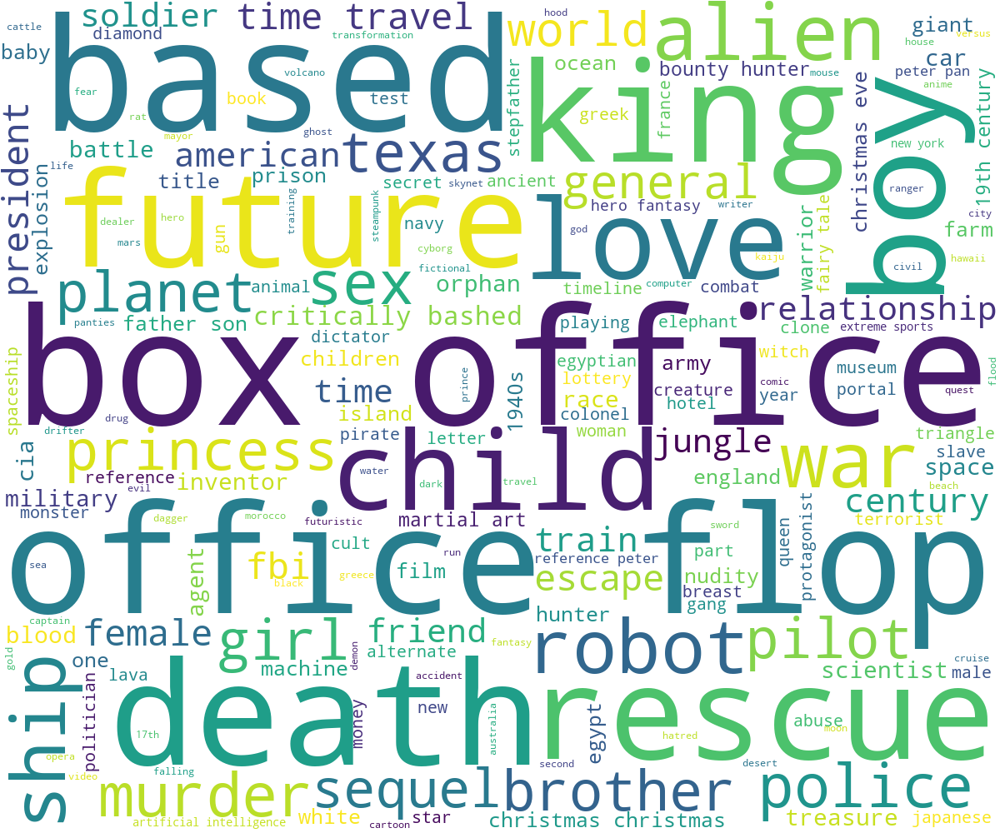 cattle
soldier
time travel
hood
world
alien
giant
versus
baby
diamond
transformation
house
based
king
ocean
bounty hunter
mouse
car
peter pan
boy
volcano
fear
book
test
stepfather
greek
france
christmas eve
anime
19th century
rat
mayor
ghost
new york
president
battle
american
texas
life
title
prison
secret
skynet
ancient
general
hero fantasy
writer
ranger
explosion
future
love
warrior
fairy tale
city
farm
dealer
hero
gun
training
steampunk
navy
god
mars
cyborg
kaiju
hawaii
civil
fictional
planet
animal
sex
orphan
timeline
computer
combat
panties
father son
critically bashed
playing
elephant
relationship
clone
extreme sports
box office
dictator
children
prince
1940s
egyptian
army
witch
museum
comic
lottery
creature
year
portal
quest
flood
spaceship
time
island
race
colonel
hotel
drug
drifter
princess
pirate
letter
woman
jungle
triangle
cia
child
war
slave
space
reference
evil
inventor
water
dark
travel
england
beach
military
monster
dagger
morocco
futuristic
martial art
century
terrorist
protagonist
office
flop
train
sword
queen
sea
cult
run
reference peter
part
agent
fbi
black
greece
film
escape
nudity
breast
gang
captain
blood
female
girl
friend
hunter
fantasy
robot
pilot
gold
one
machine
alternate
demon
cruise
scientist
male
ship
lava
politician
death
accident
rescue
money
new
australia
egypt
abuse
moon
17th
hatred
opera
video
falling
second
desert
murder
sequel
brother
police
artificial intelligence
white
cartoon
star
christmas christmas
treasure
japanese